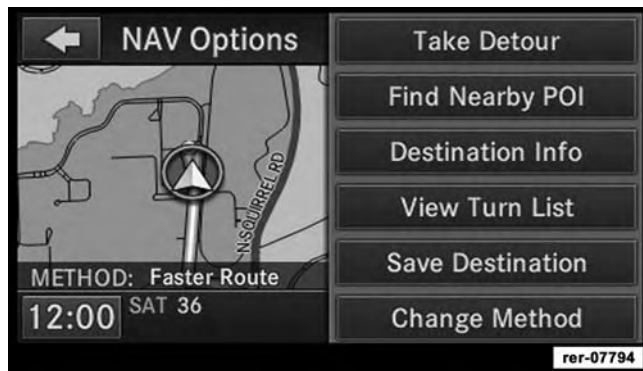 NAV Options
N-SQUIRREL RD
METHOD: Faster Route
12:00
SAT 36
Take Detour
Find Nearby POI
Destination Info
View Turn List
Save Destination
Change Method
rer-07794